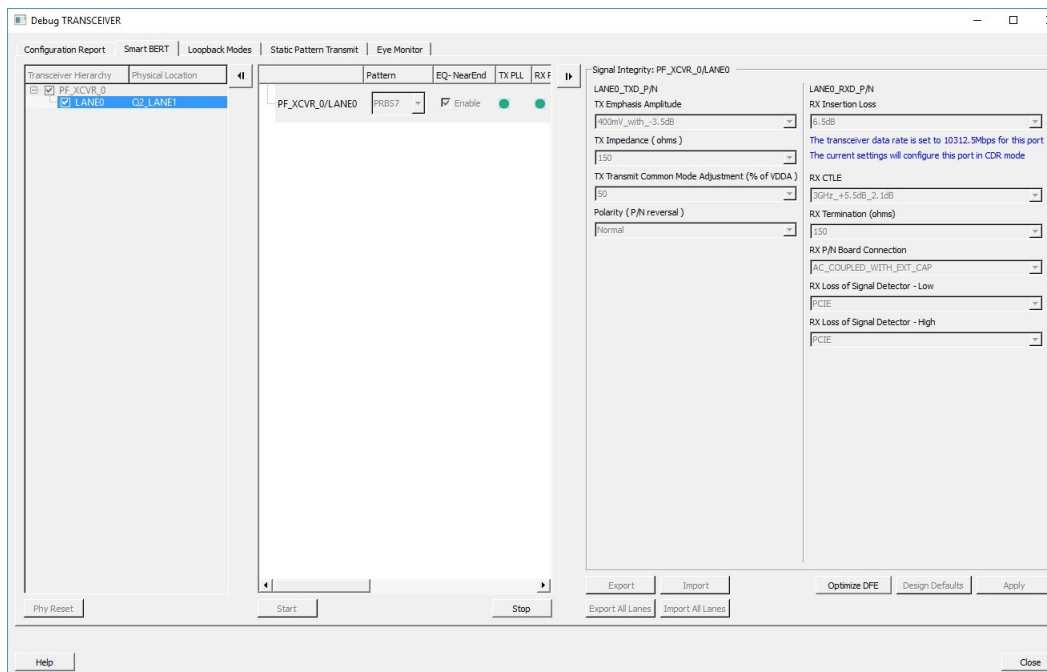 Debug TRANSCEIVER
Configuration Report
Smart BERT
Loopback Modes
Static Pattern Transmit
Eye Monitor
Transceiver Hierarchy
Physical Location
PF_XCVR_0
LANE0
Q2_LANE1
Phy Reset
Pattern
EQ-NearEnd
TX PLL
RX P
PF_XCVR_0/LANE0
PRBS7
Enable
Start
Stop
Signal Integrity: PF_XCVR_0/LANE0
LANE0_TXD_P/N
TX Emphasis Amplitude
400mV_with_-3.5dB
TX Impedance ( ohms )
150
TX Transmit Common Mode Adjustment (% of VDDA )
50
Polarity ( P/N reversal )
Normal
LANE0_RXD_P/N
RX Insertion Loss
6.5dB
The transceiver data rate is set to 10312.5Mbps for this port
The current settings will configure this port in CDR mode
RX CTLE
3GHz_+5.5dB_2.1dB
RX Termination (ohms)
150
RX P/N Board Connection
AC_COUPLED_WITH_EXT_CAP
RX Loss of Signal Detector - Low
PCIE
RX Loss of Signal Detector - High
PCIE
Export
Import
Optimize DFE
Design Defaults
Apply
Export All Lanes
Import All Lanes
Help
Close